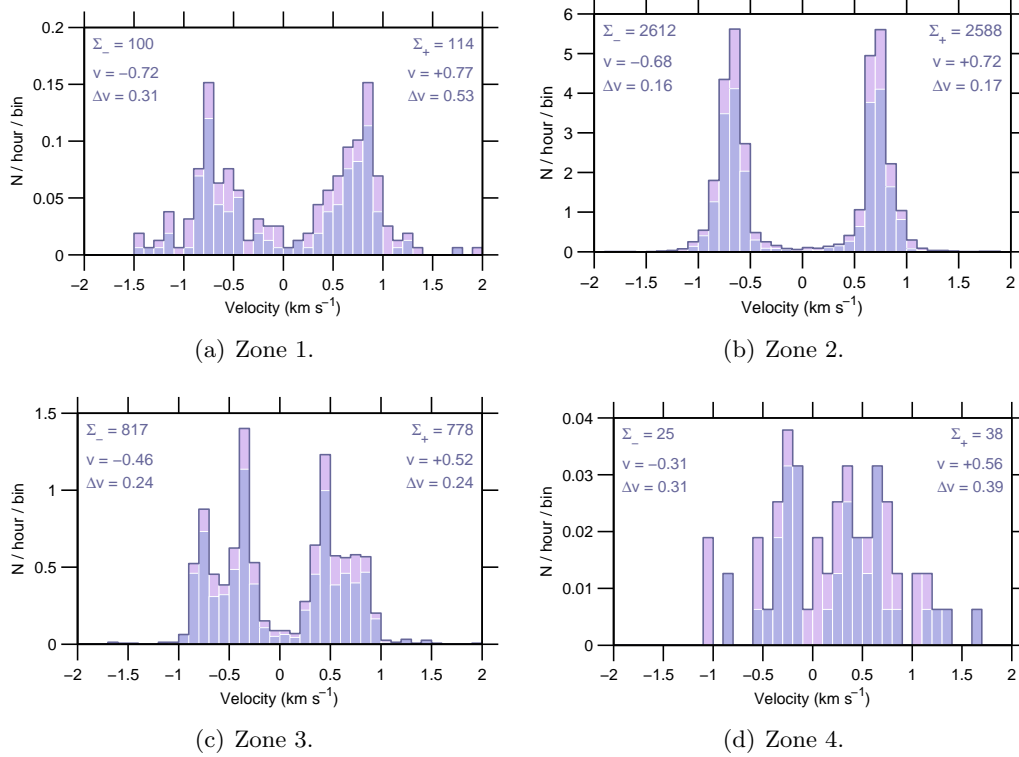 0.2
Σ₋ = 100
Σ₊ = 114
v = −0.72
v = +0.77
Δv = 0.31
Δv = 0.53
0.15
0.1
0.05
0
N / hour / bin
−2 −1.5 −1 −0.5 0 0.5 1 1.5 2
Velocity (km s⁻¹)
(a) Zone 1.
6
Σ₋ = 2612
Σ₊ = 2588
v = −0.68
v = +0.72
Δv = 0.16
Δv = 0.17
5
4
3
2
1
0
N / hour / bin
−2 −1.5 −1 −0.5 0 0.5 1 1.5 2
Velocity (km s⁻¹)
(b) Zone 2.
1.5
Σ₋ = 817
Σ₊ = 778
v = −0.46
v = +0.52
Δv = 0.24
Δv = 0.24
1
0.5
0
N / hour / bin
−2 −1.5 −1 −0.5 0 0.5 1 1.5 2
Velocity (km s⁻¹)
(c) Zone 3.
0.04
Σ₋ = 25
Σ₊ = 38
v = −0.31
v = +0.56
Δv = 0.31
Δv = 0.39
0.03
0.02
0.01
0
N / hour / bin
−2 −1.5 −1 −0.5 0 0.5 1 1.5 2
Velocity (km s⁻¹)
(d) Zone 4.